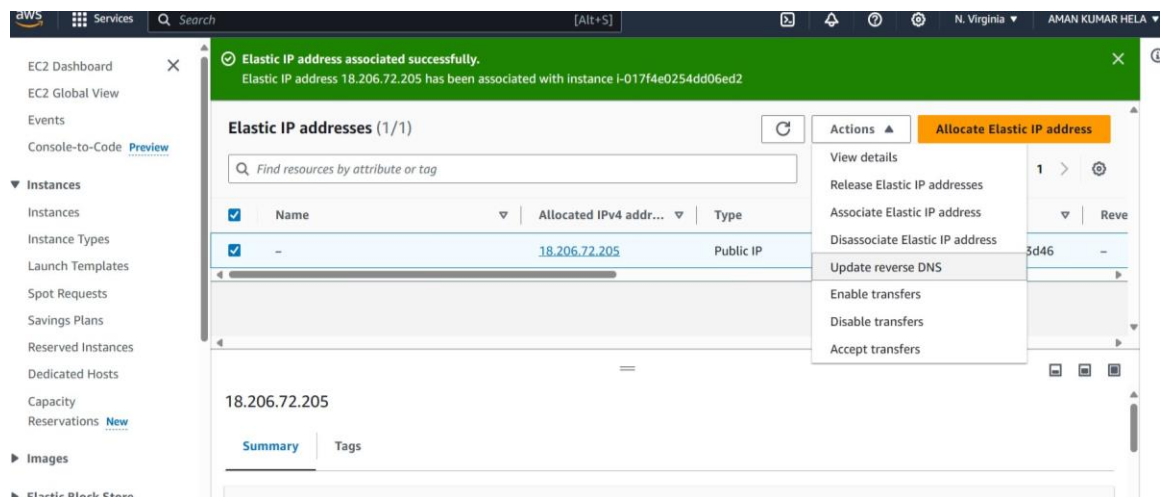 aws Services Search [Alt+S] N. Virginia AMAN KUMAR HELA
EC2 Dashboard
EC2 Global View
Events
Console-to-Code Preview
Instances
Instances
Instance Types
Launch Templates
Spot Requests
Savings Plans
Reserved Instances
Dedicated Hosts
Capacity
Reservations New
Images
Elastic Block Store
Elastic IP address associated successfully.
Elastic IP address 18.206.72.205 has been associated with instance i-017f4e0254dd06ed2
Elastic IP addresses (1/1)
Actions
Allocate Elastic IP address
Find resources by attribute or tag
1
Name Allocated IPv4 addr... Type Reve
– 18.206.72.205 Public IP 3d46 –
View details
Release Elastic IP addresses
Associate Elastic IP address
Disassociate Elastic IP address
Update reverse DNS
Enable transfers
Disable transfers
Accept transfers
18.206.72.205
Summary Tags